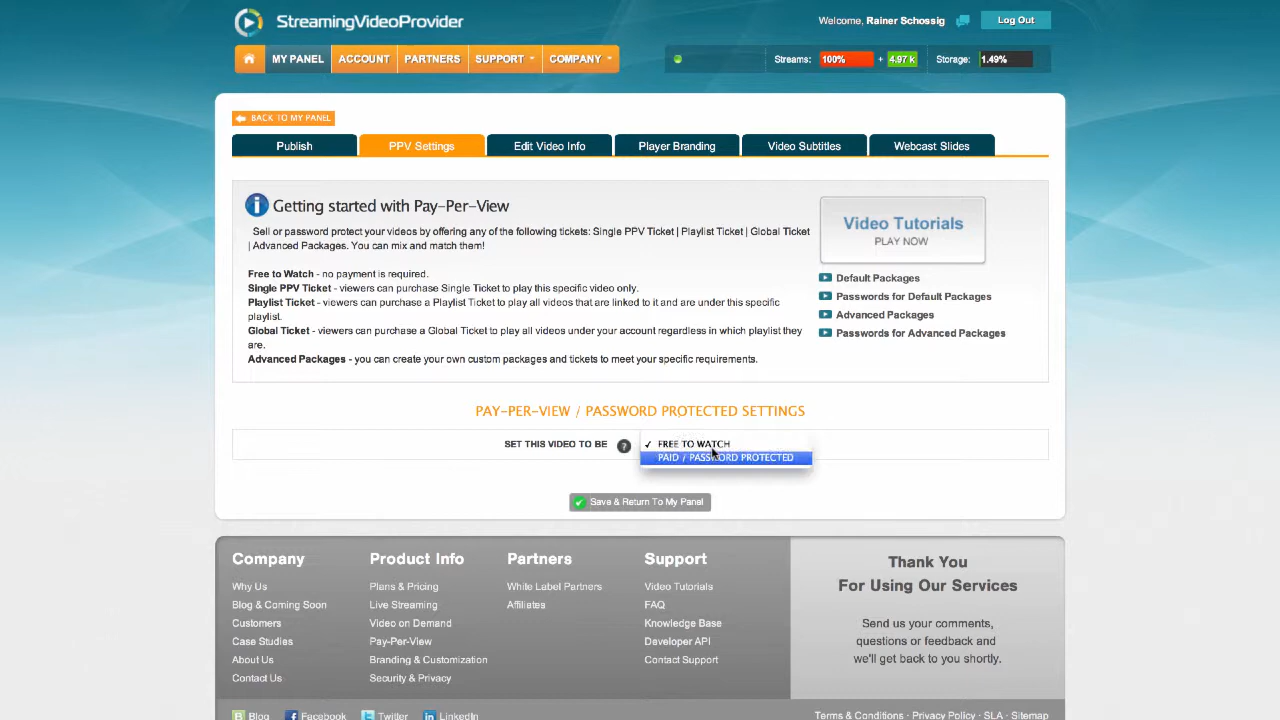 StreamingVideoProvider
Welcome, Rainer Schossig
Log Out
MY PANEL
ACCOUNT
PARTNERS
SUPPORT
COMPANY
Streams: 100% + 4.97 k
Storage: 1.49%
BACK TO MY PANEL
Publish
PPV Settings
Edit Video Info
Player Branding
Video Subtitles
Webcast Slides
Getting started with Pay-Per-View
Sell or password protect your videos by offering any of the following tickets: Single PPV Ticket | Playlist Ticket | Global Ticket
| Advanced Packages. You can mix and match them!
Free to Watch - no payment is required.
Single PPV Ticket - viewers can purchase Single Ticket to play this specific video only.
Playlist Ticket - viewers can purchase a Playlist Ticket to play all videos that are linked to it and are under this specific
playlist.
Global Ticket - viewers can purchase a Global Ticket to play all videos under your account regardless in which playlist they
are.
Advanced Packages - you can create your own custom packages and tickets to meet your specific requirements.
Video Tutorials
PLAY NOW
Default Packages
Passwords for Default Packages
Advanced Packages
Passwords for Advanced Packages
PAY-PER-VIEW / PASSWORD PROTECTED SETTINGS
SET THIS VIDEO TO BE ?
✓ FREE TO WATCH
PAID / PASSWORD PROTECTED
Save & Return To My Panel
Company
Why Us
Blog & Coming Soon
Customers
Case Studies
About Us
Contact Us
Product Info
Plans & Pricing
Live Streaming
Video on Demand
Pay-Per-View
Branding & Customization
Security & Privacy
Partners
White Label Partners
Affiliates
Support
Video Tutorials
FAQ
Knowledge Base
Developer API
Contact Support
Thank You
For Using Our Services
Send us your comments,
questions or feedback and
we'll get back to you shortly.
Blog
Facebook
Twitter
LinkedIn
Terms & Conditions · Privacy Policy · SLA · Sitemap